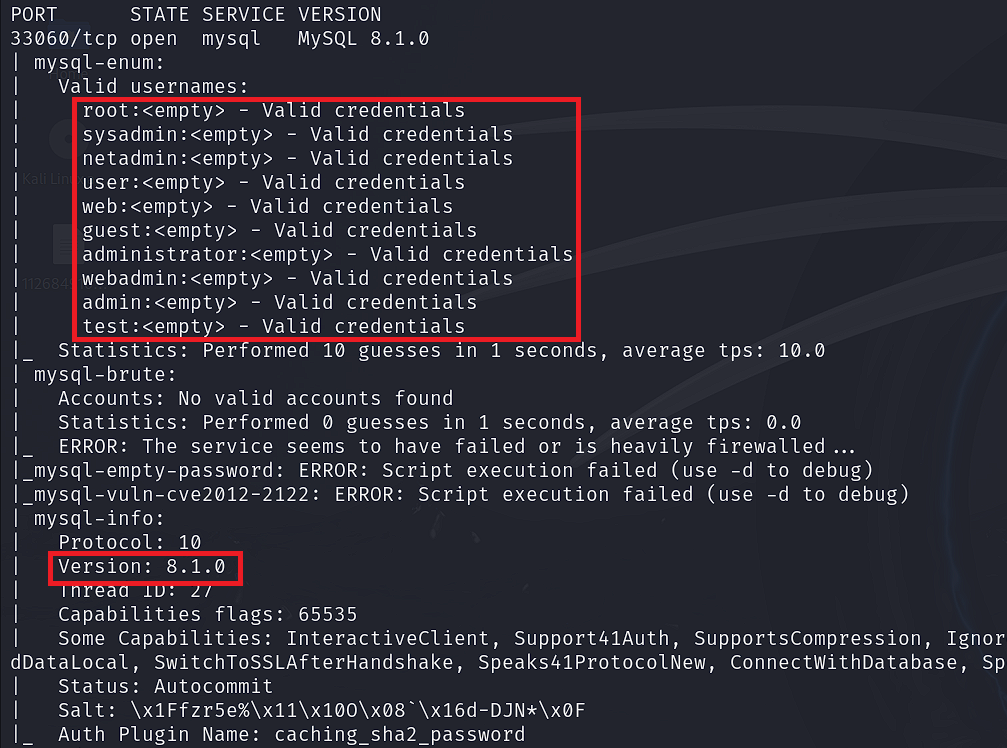 PORT      STATE SERVICE VERSION
33060/tcp open  mysql   MySQL 8.1.0
| mysql-enum:
|   Valid usernames:
|     root:<empty> - Valid credentials
|     sysadmin:<empty> - Valid credentials
|     netadmin:<empty> - Valid credentials
|     user:<empty> - Valid credentials
|     web:<empty> - Valid credentials
|     guest:<empty> - Valid credentials
|     administrator:<empty> - Valid credentials
|     webadmin:<empty> - Valid credentials
|     admin:<empty> - Valid credentials
|     test:<empty> - Valid credentials
|_  Statistics: Performed 10 guesses in 1 seconds, average tps: 10.0
| mysql-brute:
|   Accounts: No valid accounts found
|   Statistics: Performed 0 guesses in 1 seconds, average tps: 0.0
|_  ERROR: The service seems to have failed or is heavily firewalled...
|_mysql-empty-password: ERROR: Script execution failed (use -d to debug)
|_mysql-vuln-cve2012-2122: ERROR: Script execution failed (use -d to debug)
| mysql-info:
|   Protocol: 10
|   Version: 8.1.0
|   Thread ID: 27
|   Capabilities flags: 65535
|   Some Capabilities: InteractiveClient, Support41Auth, SupportsCompression, Ignor
dDataLocal, SwitchToSSLAfterHandshake, Speaks41ProtocolNew, ConnectWithDatabase, Sp
|   Status: Autocommit
|   Salt: \x1Ffzr5e%\x11\x10O\x08`\x16d-DJN*\x0F
|_  Auth Plugin Name: caching_sha2_password